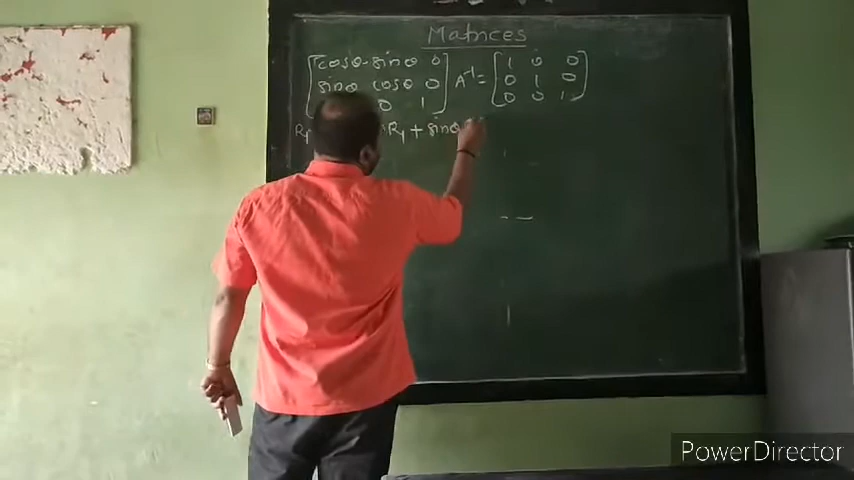 Matrices
cosθ -sinθ 0 1 0 0
sinθ cosθ 0 A⁻¹= 0 1 0
0 1 0 0 1
R₁ R₁ + sinθ
PowerDirector